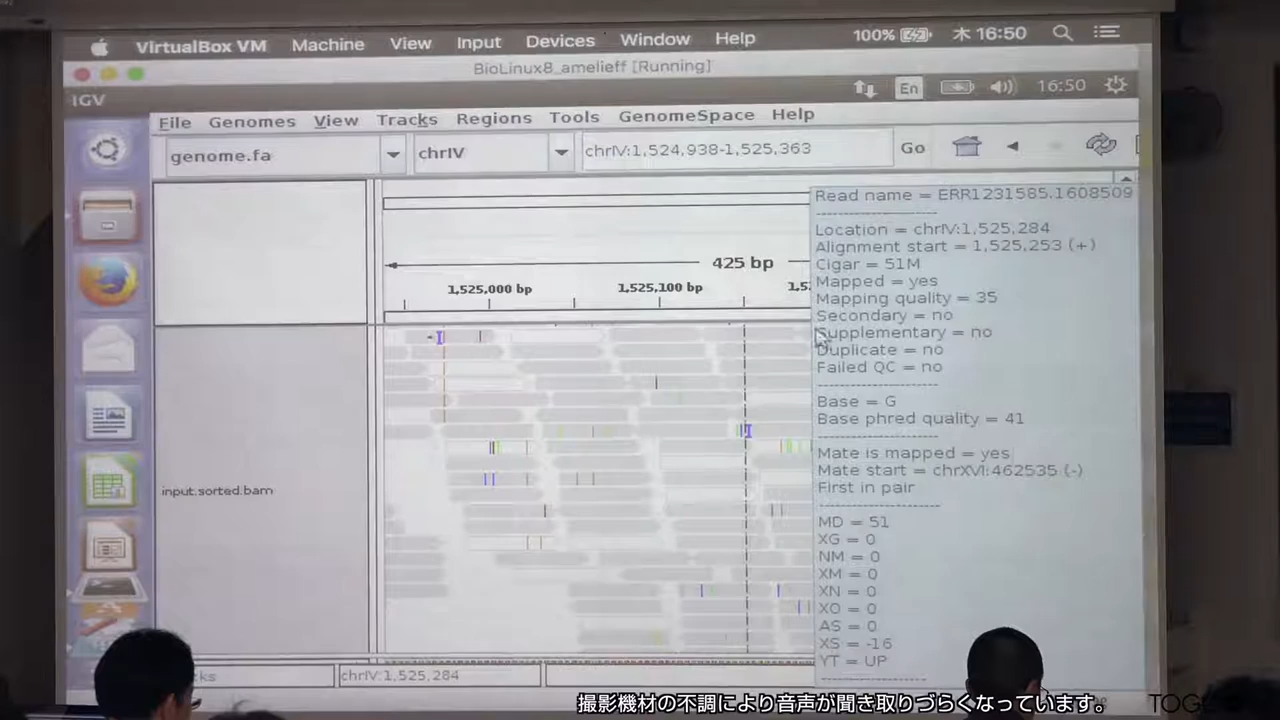 VirtualBox VM Machine View Input Devices Window Help 100% 木 16:50
BioLinux8_amelieff [Running]
IGV En 16:50
File Genomes View Tracks Regions Tools GenomeSpace Help
genome.fa chrIV chrIV:1,524,938-1,525,363 Go
Read name = ERR1231585.1608509
--------------------
Location = chrIV:1,525,284
Alignment start = 1,525,253 (+)
Cigar = 51M
Mapped = yes
Mapping quality = 35
Secondary = no
Supplementary = no
Duplicate = no
Failed QC = no
--------------------
Base = G
Base phred quality = 41
--------------------
Mate is mapped = yes
Mate start = chrXVI:462535 (-)
First in pair
--------------------
MD = 51
XG = 0
NM = 0
XM = 0
XN = 0
XO = 0
AS = 0
XS = -16
YT = UP
--------------------
425 bp
1,525,000 bp 1,525,100 bp 1,5
input.sorted.bam
ks chrIV:1,525,284
撮影機材の不調により音声が聞き取りづらくなっています。
TOG